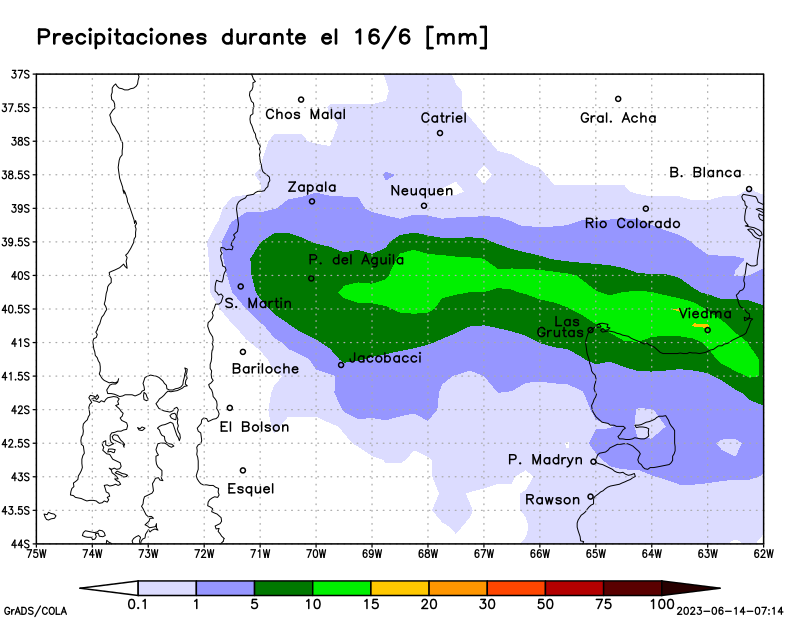 Precipitaciones durante el 16/6 [mm]
37S
37.5S
38S
38.5S
39S
39.5S
40S
40.5S
41S
41.5S
42S
42.5S
43S
43.5S
44S
Chos Malal
Catriel
Gral. Acha
B. Blanca
Zapala
Neuquen
Rio Colorado
P. del Aguila
S. Martin
Viedma
Las
Grutas
Jacobacci
Bariloche
El Bolson
P. Madryn
Esquel
Rawson
75W 74W 73W 72W 71W 70W 69W 68W 67W 66W 65W 64W 63W 62W
0.1 1 5 10 15 20 30 50 75 100
GrADS/COLA
2023-06-14-07:14